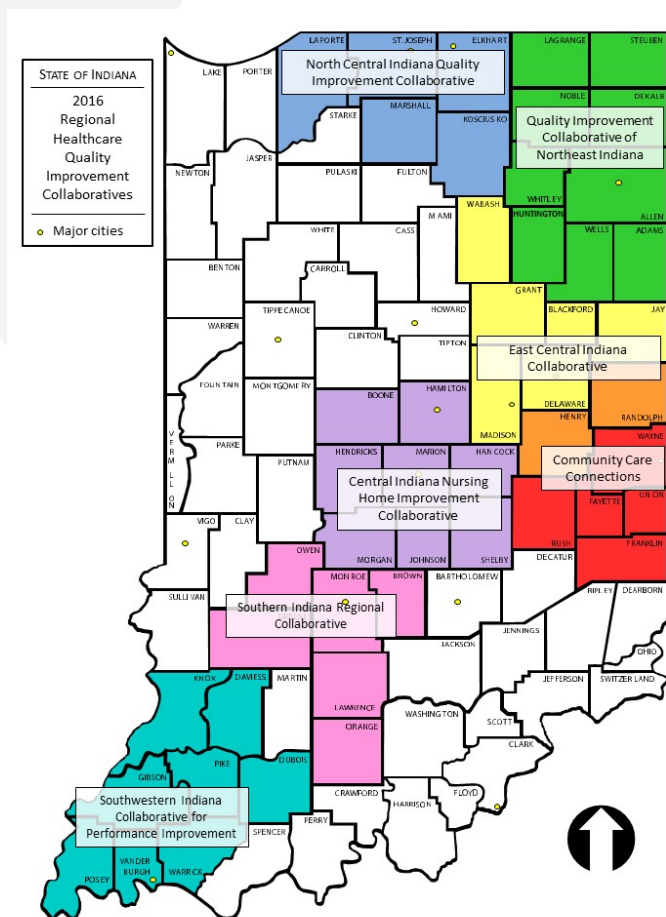 STATE OF INDIANA
2016
Regional
Healthcare
Quality
Improvement
Collaboratives
Major cities
LAPORTE
ST. JOSEPH
ELKHART
LAGRANGE
STEUBEN
North Central Indiana Quality
Improvement Collaborative
LAKE
PORTER
NOBLE
DEKALB
STARKE
MARSHALL
KOSCIUSKO
Quality Improvement
Collaborative of
Northeast Indiana
NEWTON
JASPER
PULASKI
FULTON
WHITLEY
ALLEN
WABASH
HUNTINGTON
MIAMI
WHITE
CASS
WELLS
ADAMS
BENTON
CARROLL
GRANT
TIPPECANOE
HOWARD
BLACKFORD
JAY
WARREN
CLINTON
TIPTON
East Central Indiana
Collaborative
FOUNTAIN
MONTGOMERY
BOONE
HAMILTON
MADISON
DELAWARE
HENRY
RANDOLPH
VERMILLION
PARKE
PUTNAM
HENDRICKS
MARION
HANCOCK
WAYNE
Community Care
Connections
Central Indiana Nursing
Home Improvement
Collaborative
FAYETTE
UNION
VIGO
CLAY
OWEN
MORGAN
JOHNSON
SHELBY
RUSH
FRANKLIN
DECATUR
SULLIVAN
MONROE
BROWN
BARTHOLOMEW
RIPLEY
DEARBORN
Southern Indiana Regional
Collaborative
JENNINGS
JACKSON
OHIO
KNOX
DAVIESS
MARTIN
LAWRENCE
JEFFERSON
SWITZERLAND
WASHINGTON
SCOTT
ORANGE
CLARK
GIBSON
PIKE
DUBOIS
Southwestern Indiana
Collaborative for
Performance Improvement
CRAWFORD
HARRISON
FLOYD
SPENCER
PERRY
POSEY
VANDER
BURGH
WARRICK